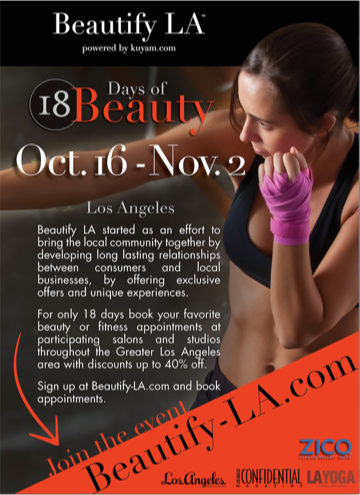 Beautify LA™
powered by kuyam.com
18 Days of
Beauty
Oct. 16 - Nov. 2
Los Angeles
Beautify LA started as an effort to
bring the local community together by
developing long lasting relationships
between consumers and local
businesses, by offering exclusive
offers and unique experiences.
For only 18 days book your favorite
beauty or fitness appointments at
participating salons and studios
throughout the Greater Los Angeles
area with discounts up to 40% off.
Sign up at Beautify-LA.com and book
appointments.
Join the event
Beautify-LA.com
ZICO
Los Angeles
CONFIDENTIAL
MAGAZINE
LAYOGA